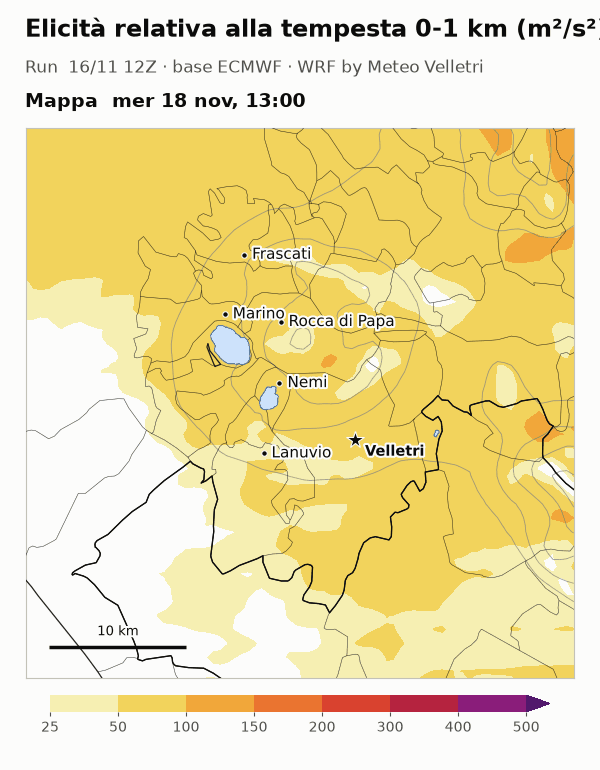 Elicità relativa alla tempesta 0-1 km (m²/s²)
Run  16/11 12Z · base ECMWF · WRF by Meteo Velletri
Mappa  mer 18 nov, 13:00
Frascati
Marino
Rocca di Papa
Nemi
Velletri
Lanuvio
10 km
25 50 100 150 200 300 400 500